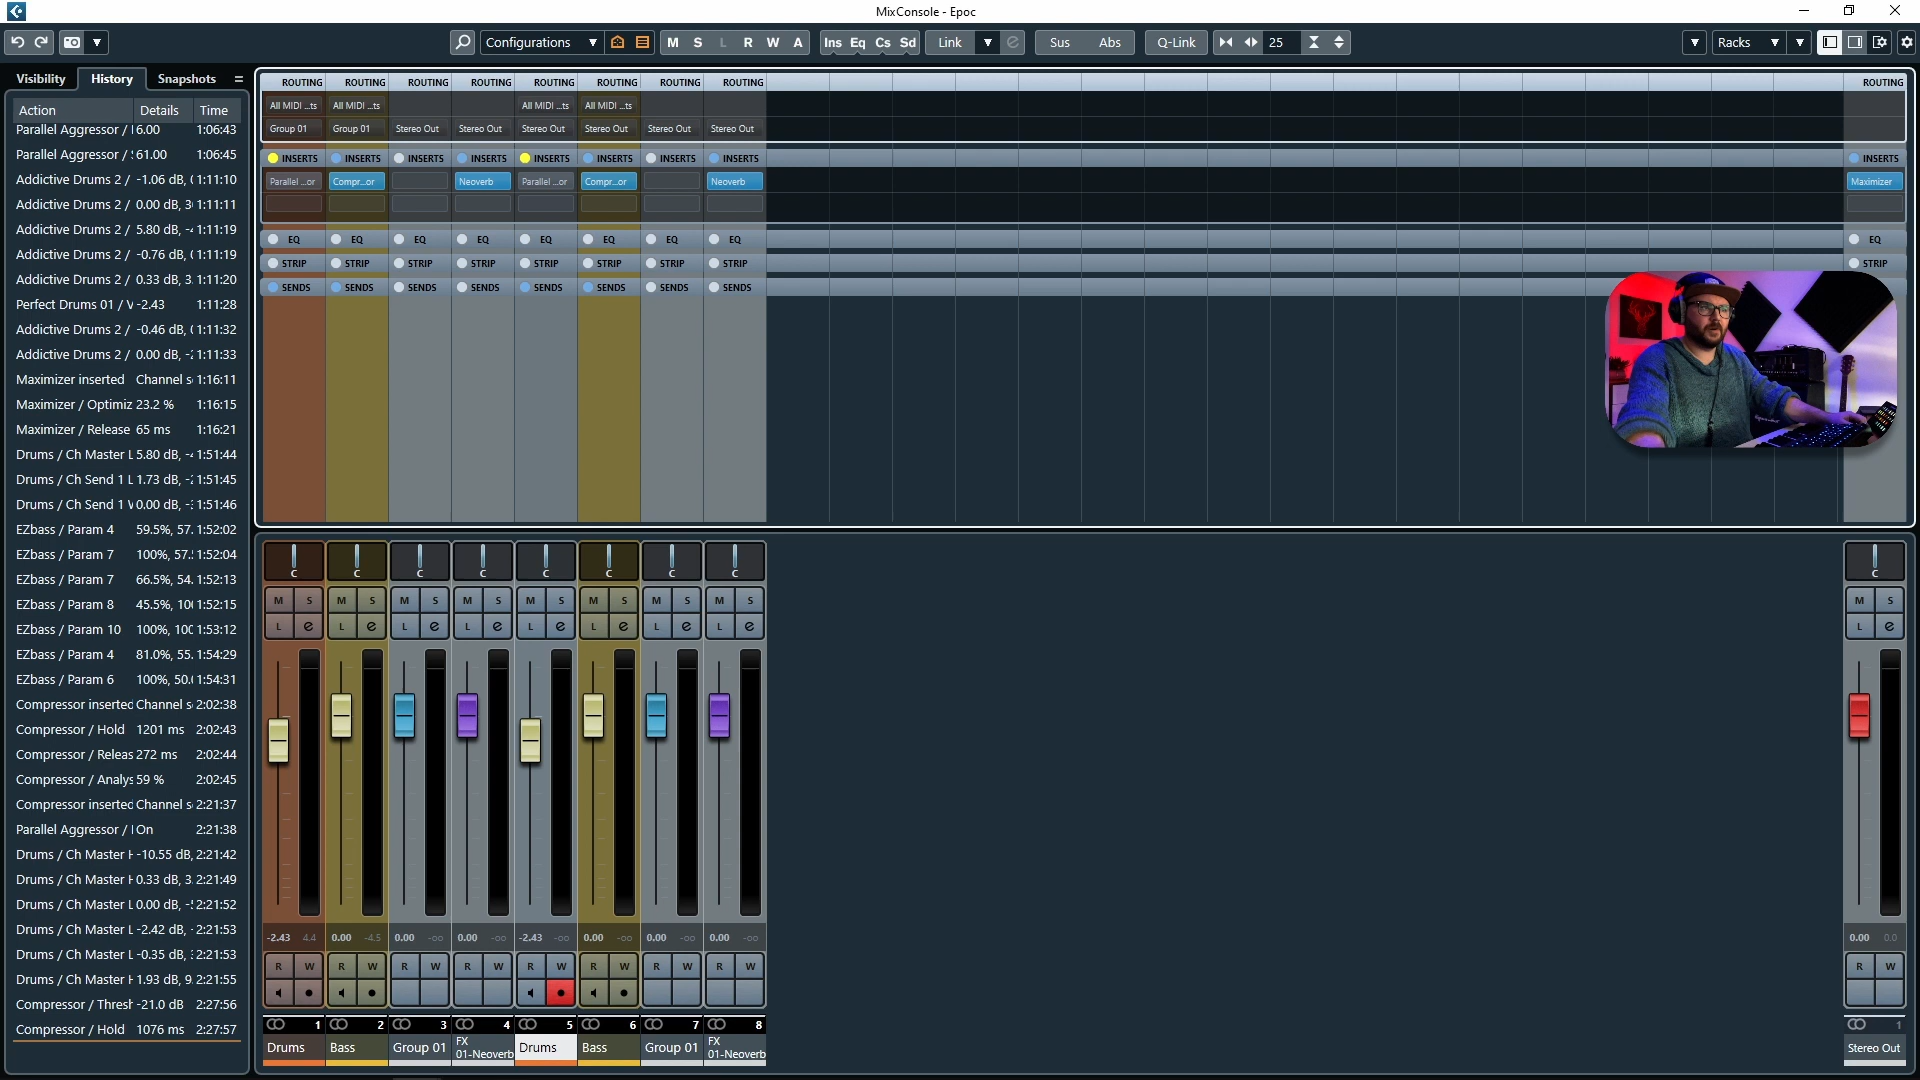 MixConsole - Epoc
Configurations
M S L R W A
Ins Eq Cs Sd
Link
Sus Abs
Q-Link
25
Racks
Visibility History Snapshots
Action Details Time
Parallel Aggressor / 6.00 1:06:43
Parallel Aggressor / 61.00 1:06:45
Addictive Drums 2 / -1.06 dB, 1:11:10
Addictive Drums 2 / 0.00 dB, 1:11:11
Addictive Drums 2 / 5.80 dB, 1:11:19
Addictive Drums 2 / -0.76 dB, 1:11:19
Addictive Drums 2 / 0.33 dB, 3. 1:11:20
Perfect Drums 01 / V -2.43 1:11:28
Addictive Drums 2 / -0.46 dB, 1:11:32
Addictive Drums 2 / 0.00 dB, 1:11:33
Maximizer inserted Channel s 1:16:11
Maximizer / Optimiz 23.2 % 1:16:15
Maximizer / Release 65 ms 1:16:21
Drums / Ch Master L 5.80 dB, 1:51:44
Drums / Ch Send 1 L 1.73 dB, 1:51:45
Drums / Ch Send 1 V 0.00 dB, 1:51:46
EZbass / Param 4 59.5%, 57. 1:52:02
EZbass / Param 7 100%, 57. 1:52:04
EZbass / Param 7 66.5%, 54. 1:52:13
EZbass / Param 8 45.5%, 10 1:52:15
EZbass / Param 10 100%, 10 1:53:12
EZbass / Param 4 81.0%, 55. 1:54:29
EZbass / Param 6 100%, 50. 1:54:31
Compressor inserted Channel s 2:02:38
Compressor / Hold 1201 ms 2:02:43
Compressor / Releas 272 ms 2:02:44
Compressor / Analys 59 % 2:02:45
Compressor inserted Channel s 2:21:37
Parallel Aggressor / On 2:21:38
Drums / Ch Master H -10.55 dB, 2:21:42
Drums / Ch Master H 0.33 dB, 3. 2:21:49
Drums / Ch Master L 0.00 dB, 2:21:52
Drums / Ch Master L -2.42 dB, 2:21:53
Drums / Ch Master L -0.35 dB, 2:21:53
Drums / Ch Master H 1.93 dB, 9. 2:21:55
Compressor / Thresh -21.0 dB 2:27:56
Compressor / Hold 1076 ms 2:27:57
ROUTING ROUTING ROUTING ROUTING ROUTING ROUTING ROUTING ROUTING ROUTING
All MIDI ...ts All MIDI ...ts All MIDI ...ts All MIDI ...ts
Group 01 Group 01 Stereo Out Stereo Out Stereo Out Stereo Out Stereo Out Stereo Out
INSERTS INSERTS INSERTS INSERTS INSERTS INSERTS INSERTS INSERTS INSERTS
Parallel ...or Compr...or Neoverb Parallel ...or Compr...or Neoverb Maximizer
EQ EQ EQ EQ EQ EQ EQ EQ EQ
STRIP STRIP STRIP STRIP STRIP STRIP STRIP STRIP STRIP
SENDS SENDS SENDS SENDS SENDS SENDS SENDS SENDS
C C C C C C C C C
M S M S M S M S M S M S M S M S M S
L e L e L e L e L e L e L e L e L e
-2.43 4.4 0.00 -4.5 0.00 -oo 0.00 -oo -2.43 -oo 0.00 -oo 0.00 -oo 0.00 -oo 0.00 0.0
R W R W R W R W R W R W R W R W R W
1 2 3 4 5 6 7 8 1
Drums Bass Group 01 FX 01-Neoverb Drums Bass Group 01 FX 01-Neoverb Stereo Out